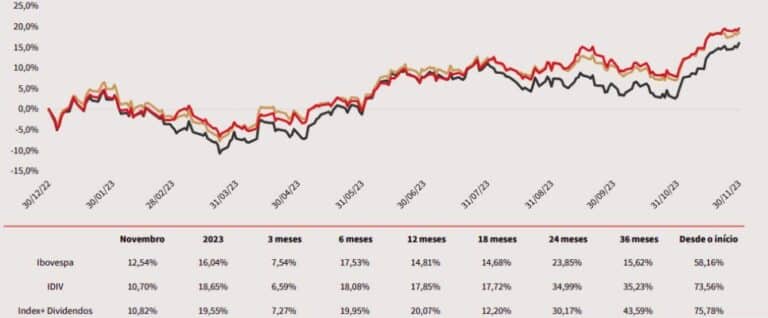 25,0%
20,0%
15,0%
10,0%
5,0%
0,0%
-5,0%
-10,0%
-15,0%
30/12/22 30/01/23 28/02/23 31/03/23 30/04/23 31/05/23 30/06/23 31/07/23 31/08/23 30/09/23 31/10/23 30/11/23
Novembro 2023 3 meses 6 meses 12 meses 18 meses 24 meses 36 meses Desde o início
Ibovespa 12,54% 16,04% 7,54% 17,53% 14,81% 14,68% 23,85% 15,62% 58,16%
IDIV 10,70% 18,65% 6,59% 18,08% 17,85% 17,72% 34,99% 35,23% 73,56%
Index+ Dividendos 10,82% 19,55% 7,27% 19,95% 20,07% 12,20% 30,17% 43,59% 75,78%